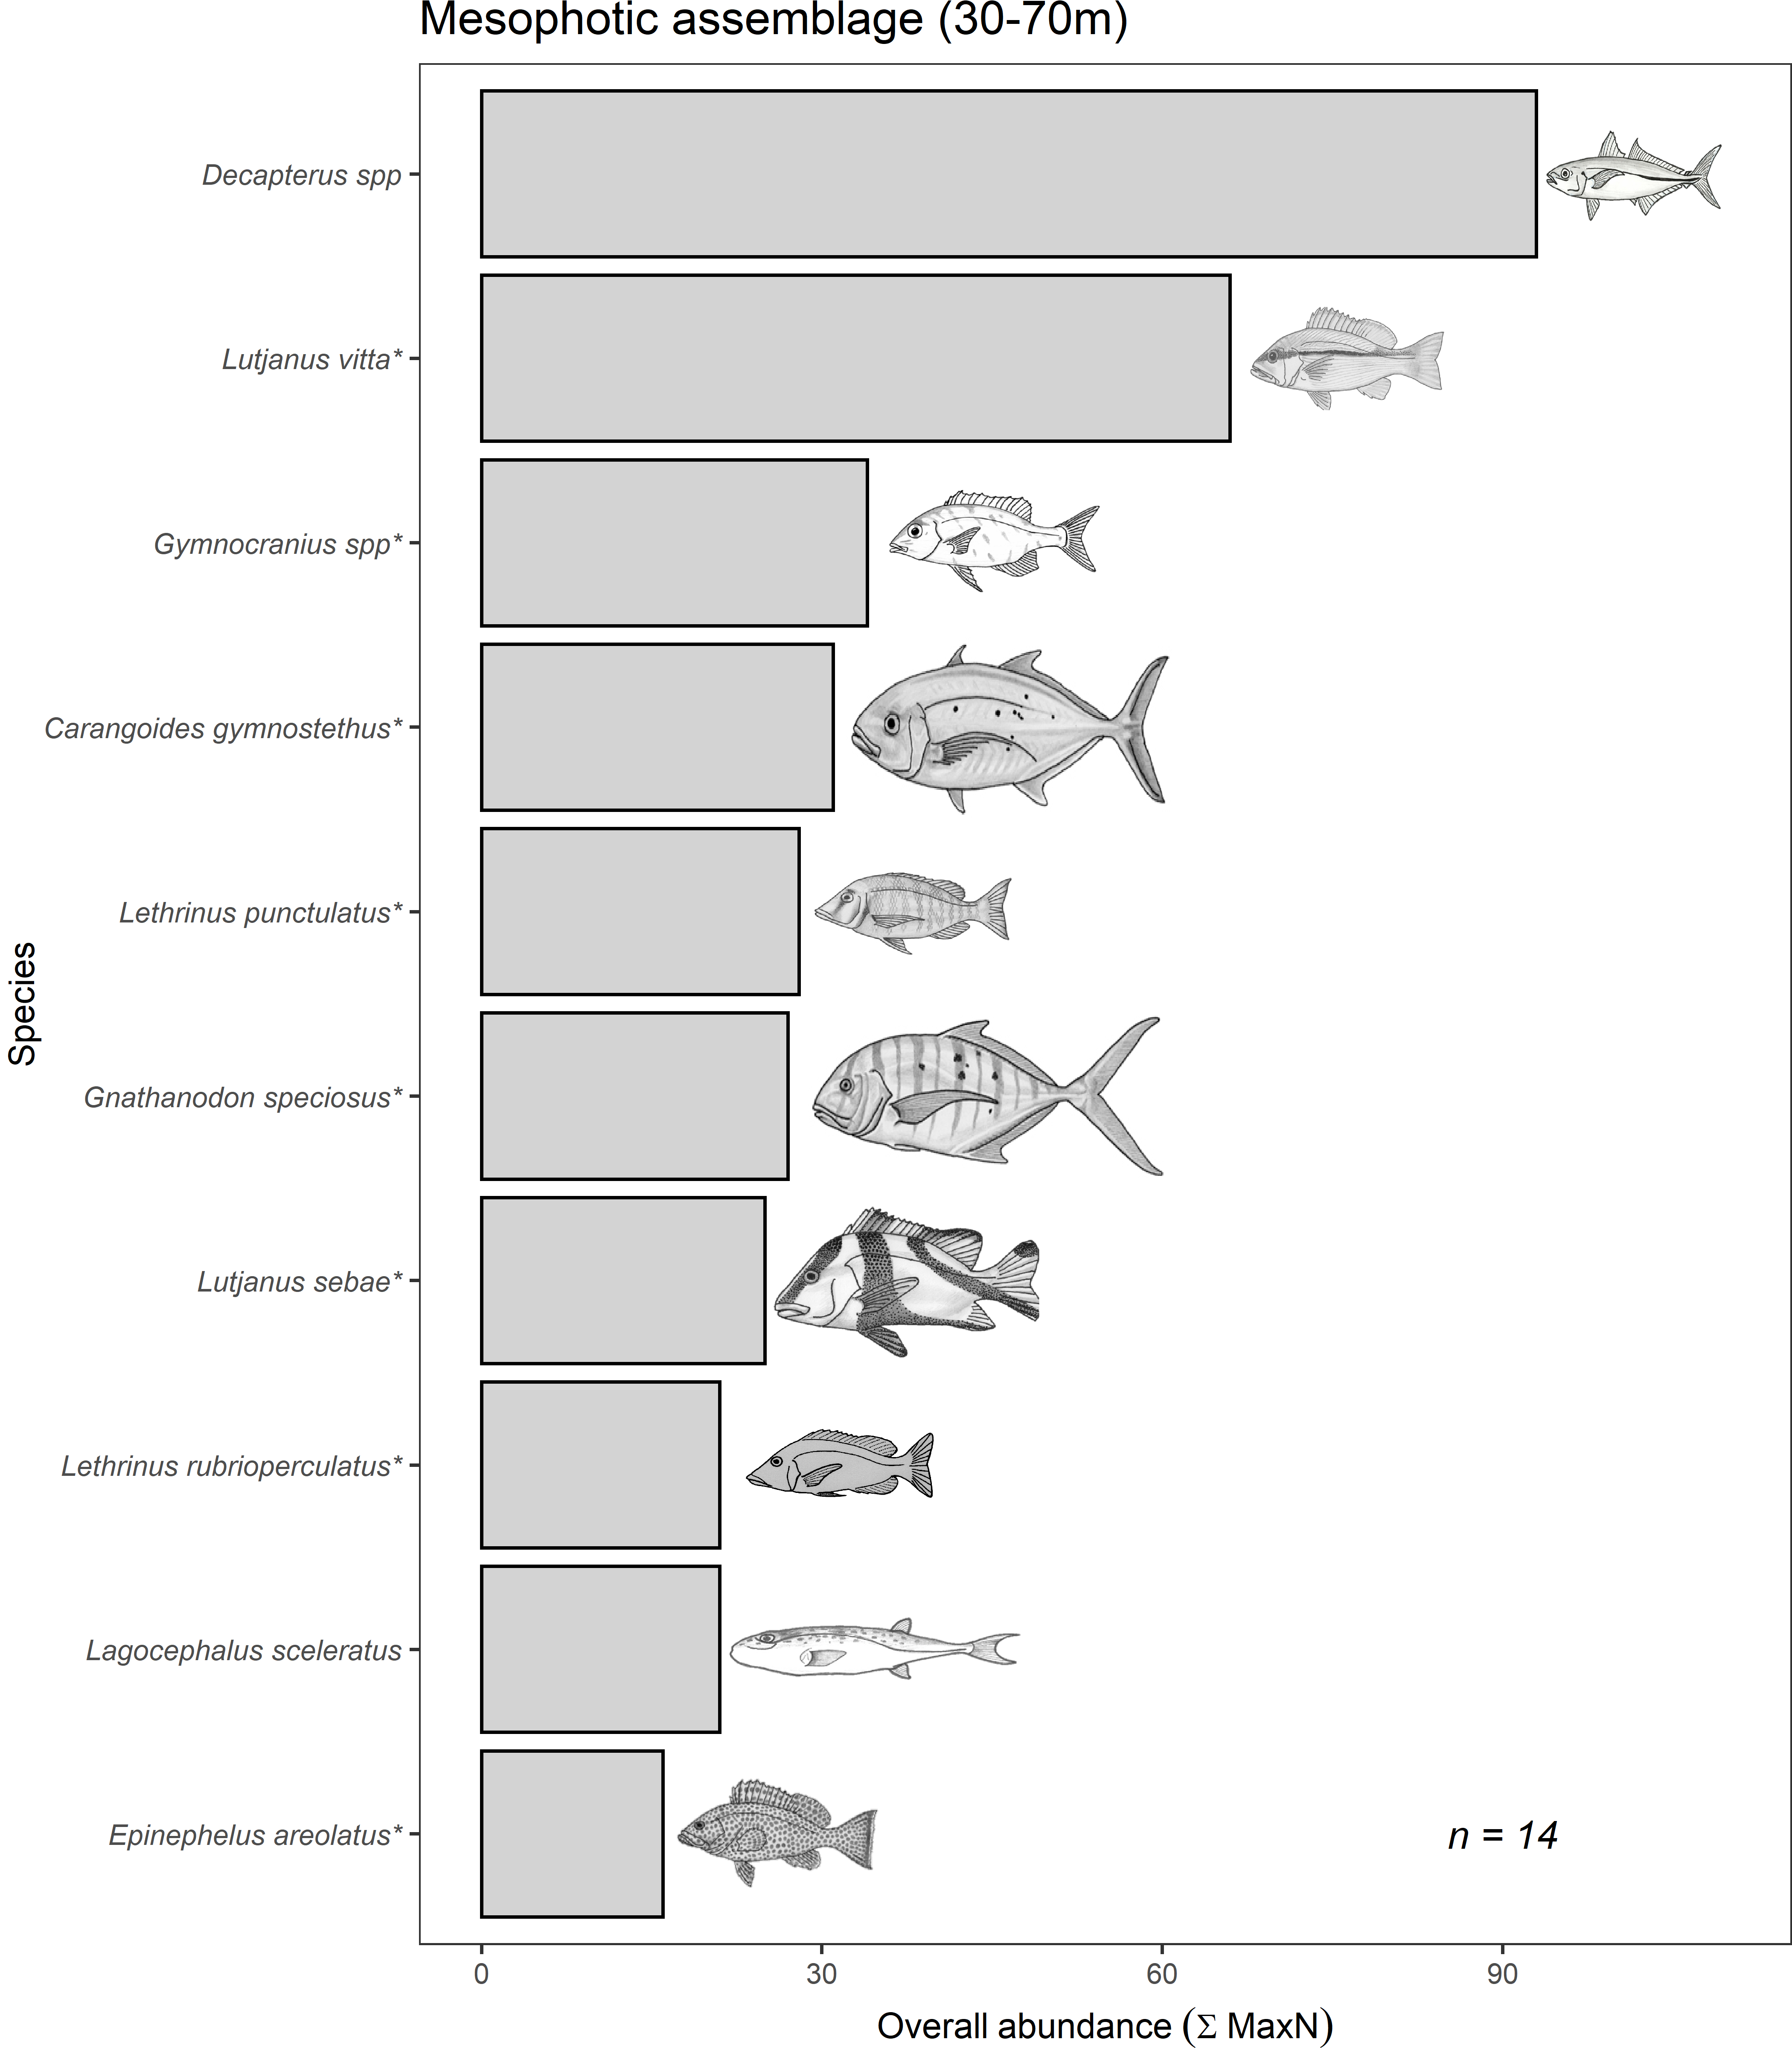 Mesophotic assemblage (30-70m)
Species
Decapterus spp
Lutjanus vitta*
Gymnocranius spp*
Carangoides gymnostethus*
Lethrinus punctulatus*
Gnathanodon speciosus*
Lutjanus sebae*
Lethrinus rubrioperculatus*
Lagocephalus sceleratus
Epinephelus areolatus*
n = 14
0 30 60 90
Overall abundance (Σ MaxN)